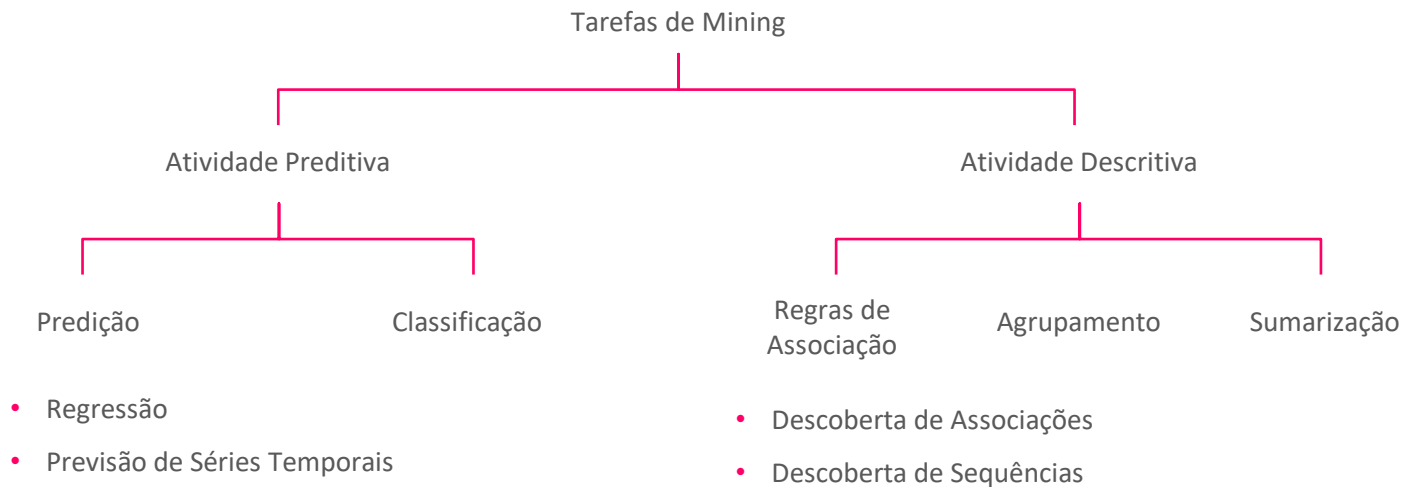 Tarefas de Mining
Atividade Preditiva
Atividade Descritiva
Predição
Classificação
Regras de
Associação
Agrupamento
Sumarização
• Regressão
• Previsão de Séries Temporais
• Descoberta de Associações
• Descoberta de Sequências